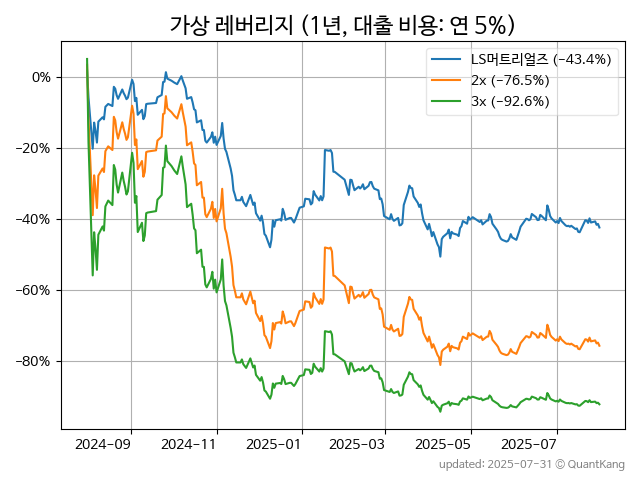 가상 레버리지 (1년, 대출 비용: 연 5%)
LS머트리얼즈 (−43.4%)
2x (−76.5%)
3x (−92.6%)
0%
−20%
−40%
−60%
−80%
2024-09 2024-11 2025-01 2025-03 2025-05 2025-07
updated: 2025-07-31 © QuantKang